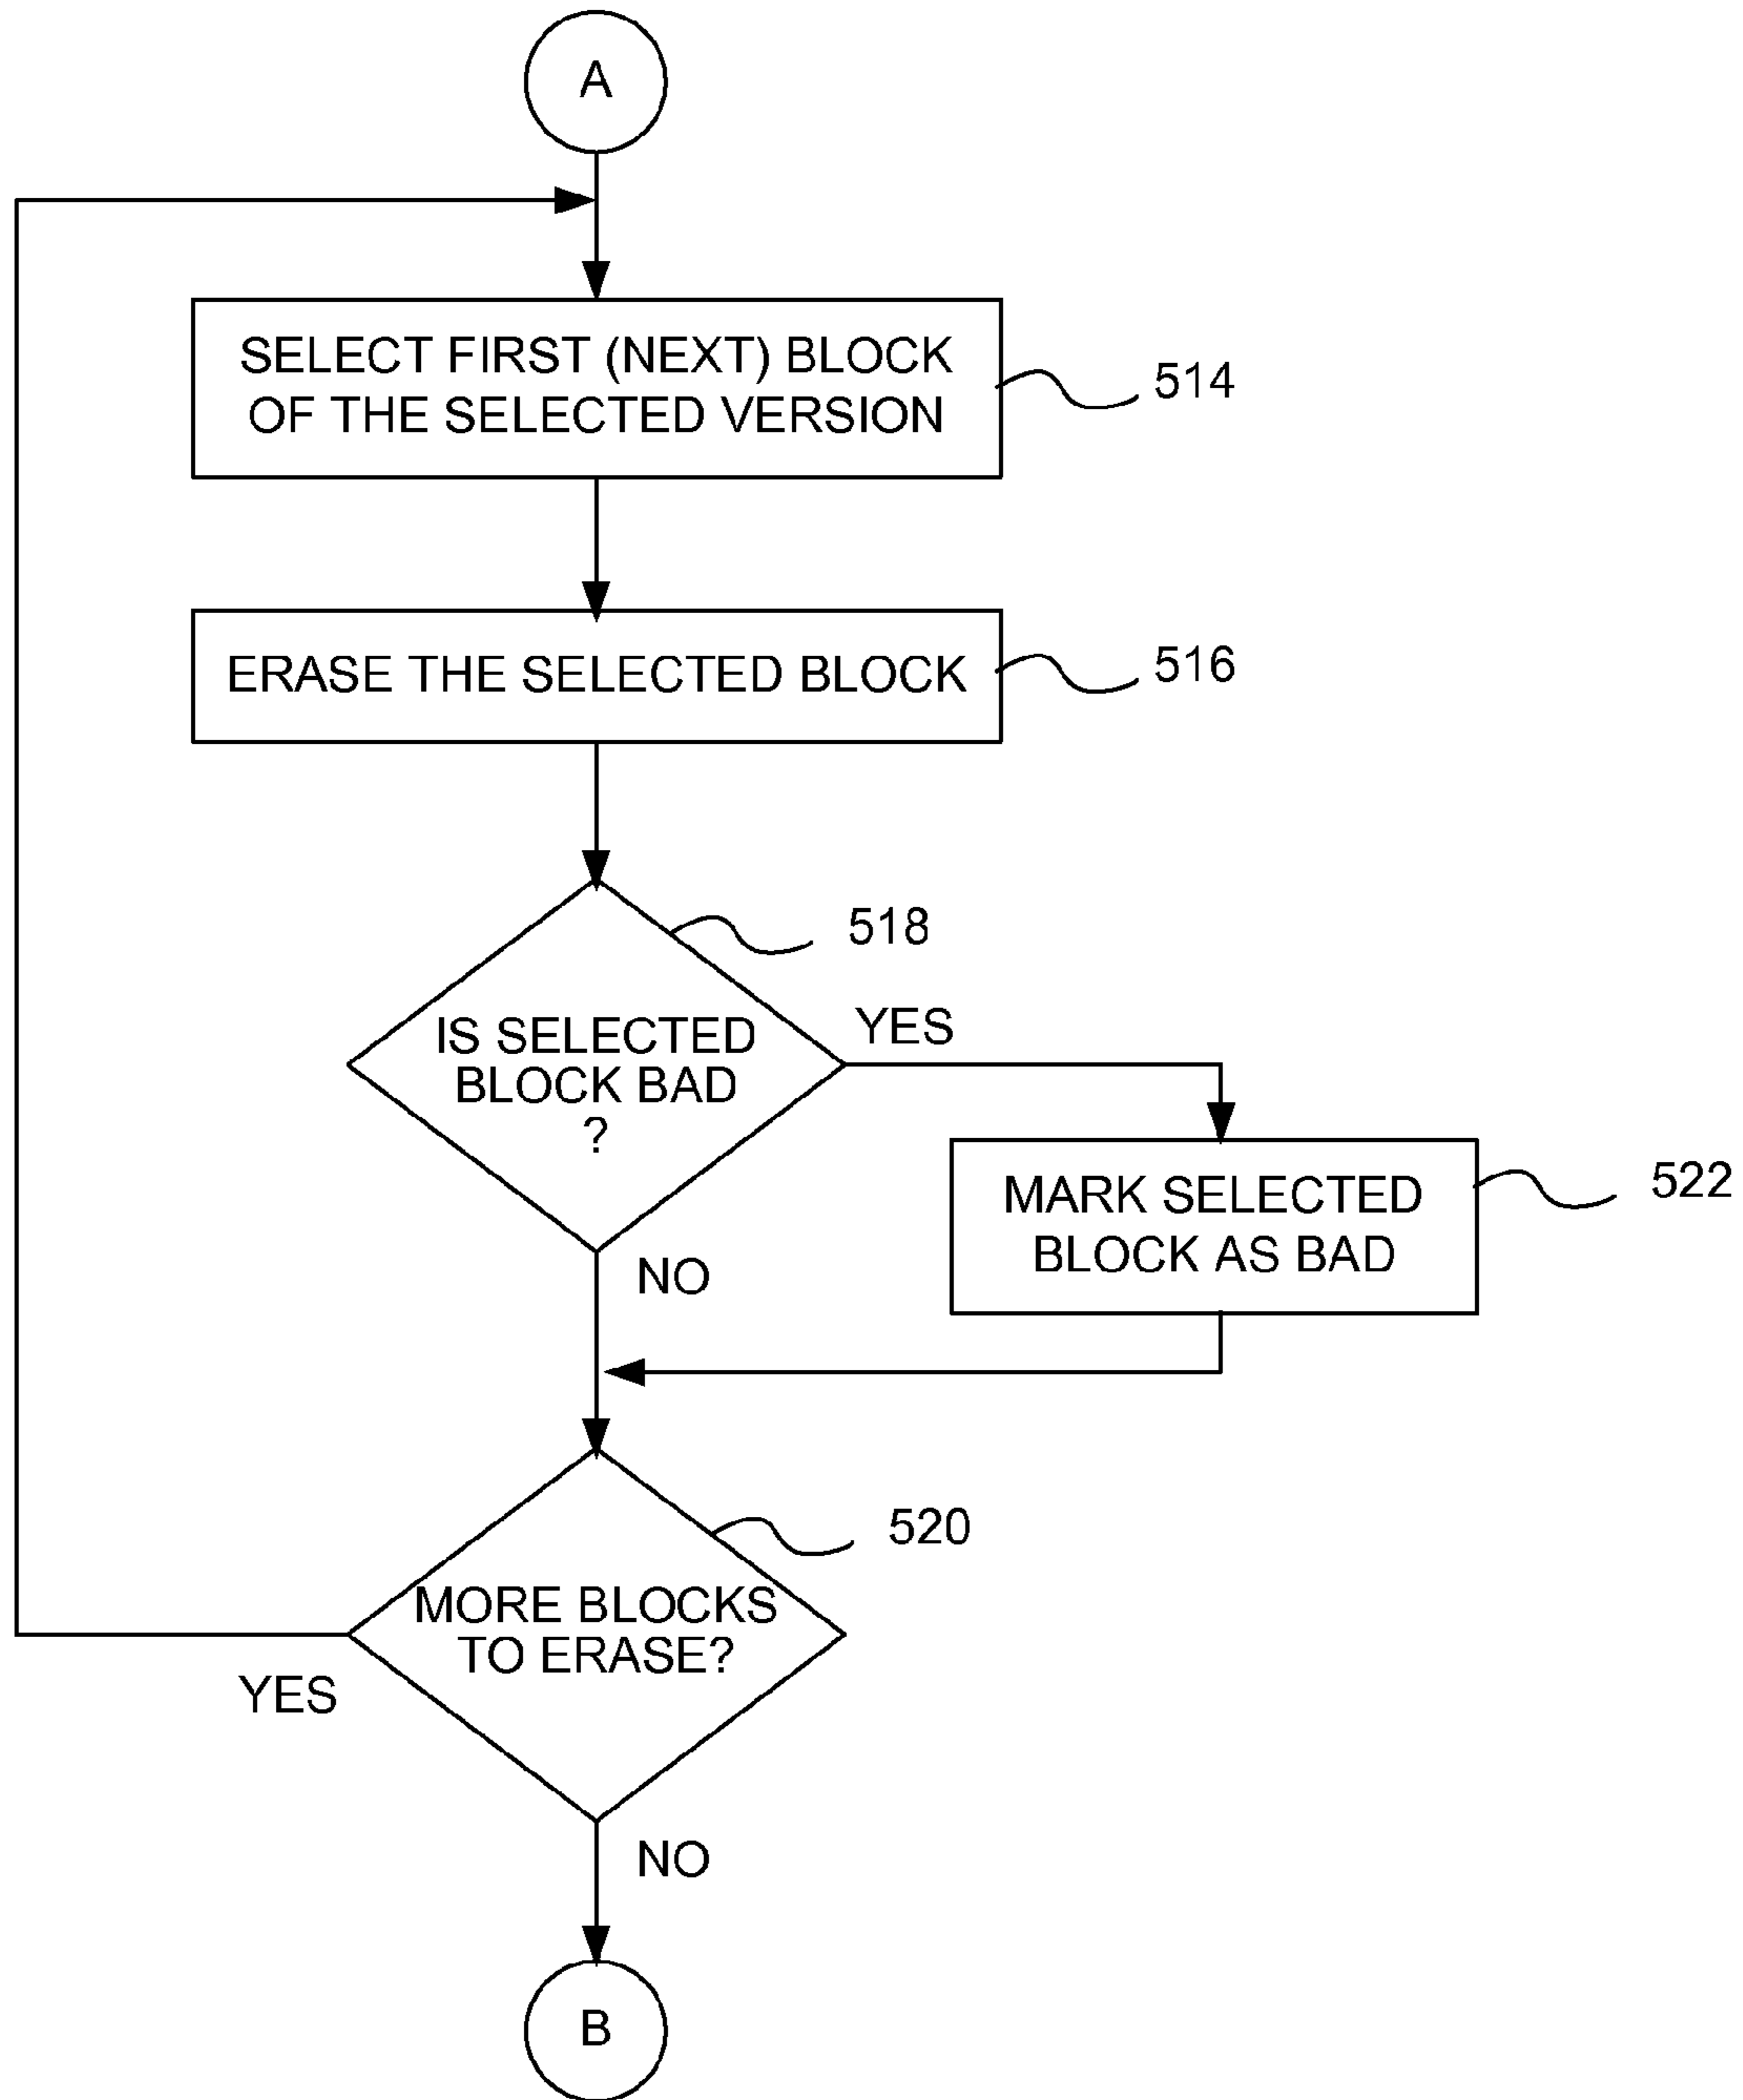 A
SELECT FIRST (NEXT) BLOCK
OF THE SELECTED VERSION
514
ERASE THE SELECTED BLOCK
516
518
IS SELECTED
BLOCK BAD
?
YES
NO
MARK SELECTED
BLOCK AS BAD
522
520
MORE BLOCKS
TO ERASE?
YES
NO
B